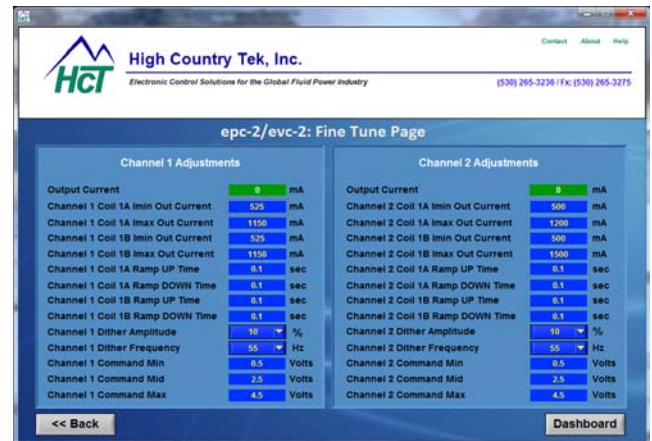 Contact About Help
HCT
High Country Tek, Inc.
Electronic Control Solutions for the Global Fluid Power Industry
(530) 265-3236 / Fx: (530) 265-3275
epc-2/evc-2: Fine Tune Page
Channel 1 Adjustments
Output Current 0 mA
Channel 1 Coil 1A Imin Out Current 525 mA
Channel 1 Coil 1A Imax Out Current 1150 mA
Channel 1 Coil 1B Imin Out Current 525 mA
Channel 1 Coil 1B Imax Out Current 1150 mA
Channel 1 Coil 1A Ramp UP Time 0.1 sec
Channel 1 Coil 1A Ramp DOWN Time 0.1 sec
Channel 1 Coil 1B Ramp UP Time 0.1 sec
Channel 1 Coil 1B Ramp DOWN Time 0.1 sec
Channel 1 Dither Amplitude 10 %
Channel 1 Dither Frequency 55 Hz
Channel 1 Command Min 0.5 Volts
Channel 1 Command Mid 2.5 Volts
Channel 1 Command Max 4.5 Volts
Channel 2 Adjustments
Output Current 0 mA
Channel 2 Coil 1A Imin Out Current 500 mA
Channel 2 Coil 1A Imax Out Current 1200 mA
Channel 2 Coil 1B Imin Out Current 500 mA
Channel 2 Coil 1B Imax Out Current 1500 mA
Channel 2 Coil 1A Ramp UP Time 0.1 sec
Channel 2 Coil 1A Ramp DOWN Time 0.1 sec
Channel 2 Coil 1B Ramp UP Time 0.1 sec
Channel 2 Coil 1B Ramp DOWN Time 0.1 sec
Channel 2 Dither Amplitude 10 %
Channel 2 Dither Frequency 55 Hz
Channel 2 Command Min 0.5 Volts
Channel 2 Command Mid 2.5 Volts
Channel 2 Command Max 4.5 Volts
<< Back
Dashboard